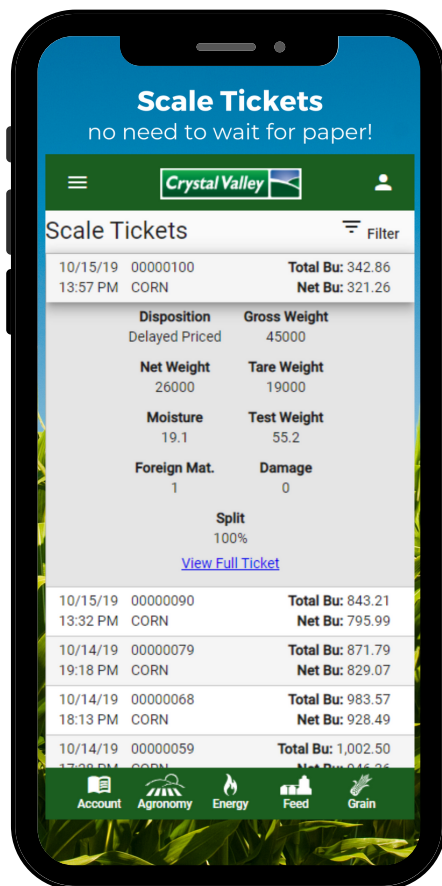 Scale Tickets
no need to wait for paper!
Crystal Valley
Scale Tickets Filter
10/15/19 00000100 Total Bu: 342.86
13:57 PM CORN Net Bu: 321.26
Disposition Gross Weight
Delayed Priced 45000
Net Weight Tare Weight
26000 19000
Moisture Test Weight
19.1 55.2
Foreign Mat. Damage
1 0
Split
100%
View Full Ticket
10/15/19 00000090 Total Bu: 843.21
13:32 PM CORN Net Bu: 795.99
10/14/19 00000079 Total Bu: 871.79
19:18 PM CORN Net Bu: 829.07
10/14/19 00000068 Total Bu: 983.57
18:13 PM CORN Net Bu: 928.49
10/14/19 00000059 Total Bu: 1,002.50
Account Agronomy Energy Feed Grain